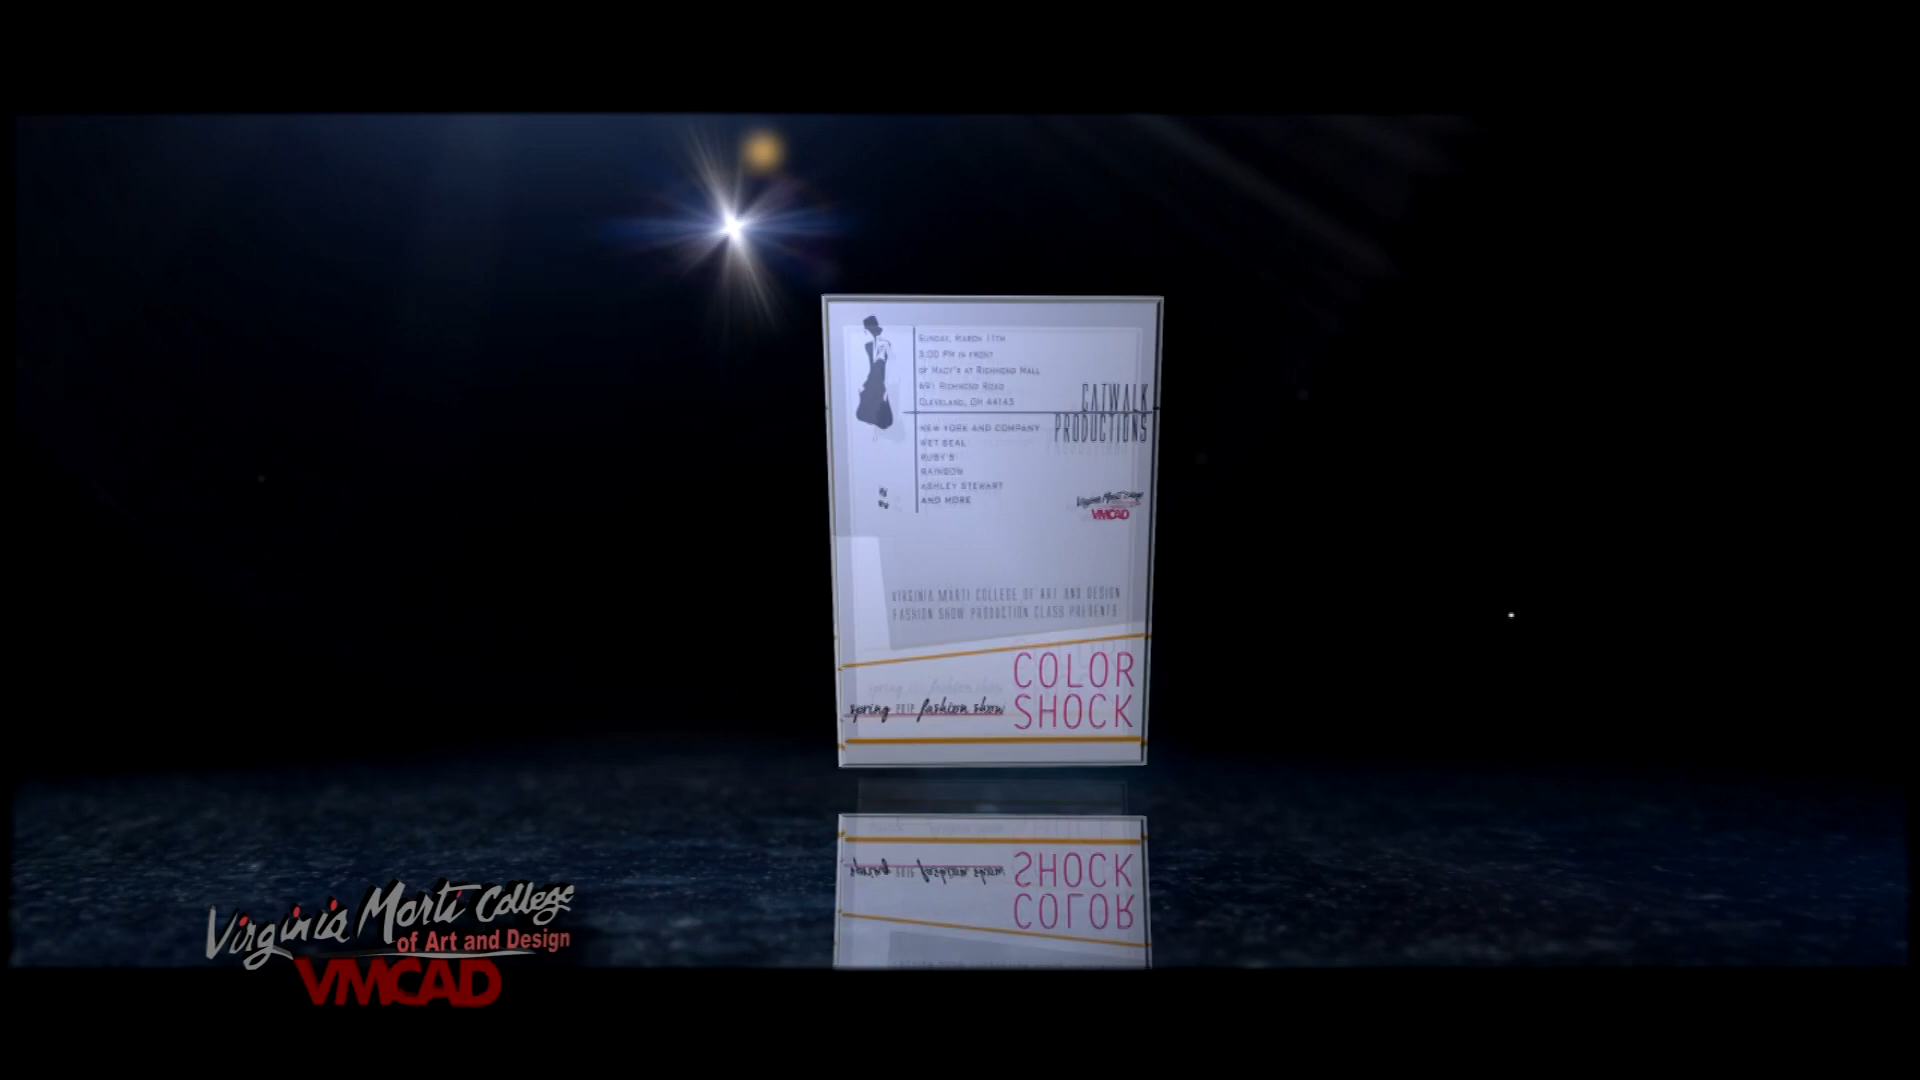 SUNDAY, MARCH 11TH
3:00 PM IN FRONT
OF MACY'S AT RICHMOND MALL
691 RICHMOND ROAD
CLEVELAND, OH 44143
NEW YORK AND COMPANY
WET SEAL
RUBY'S
RAINBOW
ASHLEY STEWART
AND MORE
CATWALK
PRODUCTIONS
Virginia Marti College
VMCAD
VIRGINIA MARTI COLLEGE OF ART AND DESIGN
FASHION SHOW PRODUCTION CLASS PRESENTS
COLOR
SHOCK
spring 2012 fashion show
Virginia Marti College
of Art and Design
VMCAD